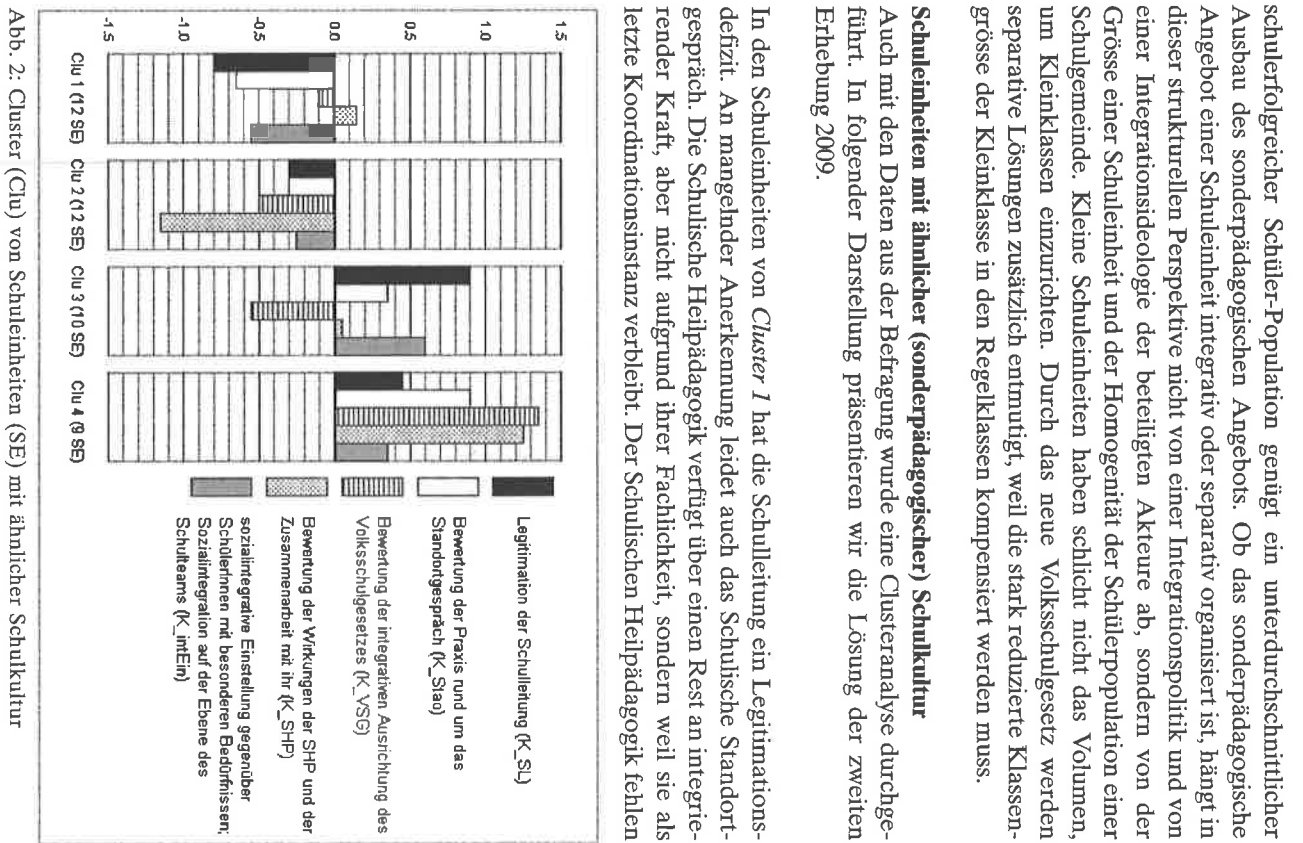 schulerfolgreicher Schüler-Population genügt ein unterdurchschnittlicher
Ausbau des sonderpädagogischen Angebots. Ob das sonderpädagogische
Angebot einer Schuleinheit integrativ oder separativ organisiert ist, hängt in
dieser strukturellen Perspektive nicht von einer Integrationspolitik und von
einer Integrationsideologie der beteiligten Akteure ab, sondern von der
Grösse einer Schuleinheit und der Homogenität der Schülerpopulation einer
Schulgemeinde. Kleine Schuleinheiten haben schlicht nicht das Volumen,
um Kleinklassen einzurichten. Durch das neue Volksschulgesetz werden
separative Lösungen zusätzlich entmutigt, weil die stark reduzierte Klassen-
grösse der Kleinklasse in den Regelklassen kompensiert werden muss.
Schuleinheiten mit ähnlicher (sonderpädagogischer) Schulkultur
Auch mit den Daten aus der Befragung wurde eine Clusteranalyse durchge-
führt. In folgender Darstellung präsentieren wir die Lösung der zweiten
Erhebung 2009.
In den Schuleinheiten von Cluster 1 hat die Schulleitung ein Legitimations-
defizit. An mangelnder Anerkennung leidet auch das Schulische Standort-
gespräch. Die Schulische Heilpädagogik verfügt über einen Rest an integrie-
render Kraft, aber nicht aufgrund ihrer Fachlichkeit, sondern weil sie als
letzte Koordinationsinstanz verbleibt. Der Schulischen Heilpädagogik fehlen
1.5
1.0
0.5
0.0
-0.5
-1.0
-1.5
Clu 1 (12 SE)
Clu 2 (12 SE)
Clu 3 (10 SE)
Clu 4 (9 SE)
Legitimation der Schulleitung (K_SL)
Bewertung der Praxis rund um das
Standortgespräch (K_Stao)
Bewertung der integrativen Ausrichtung des
Volksschulgesetzes (K_VSG)
Bewertung der Wirkungen der SHP und der
Zusammenarbeit mit ihr (K_SHP)
sozialintegrative Einstellung gegenüber
SchülerInnen mit besonderen Bedürfnissen;
Sozialintegration auf der Ebene des
Schulteams (K_intEin)
Abb. 2: Cluster (Clu) von Schuleinheiten (SE) mit ähnlicher Schulkultur